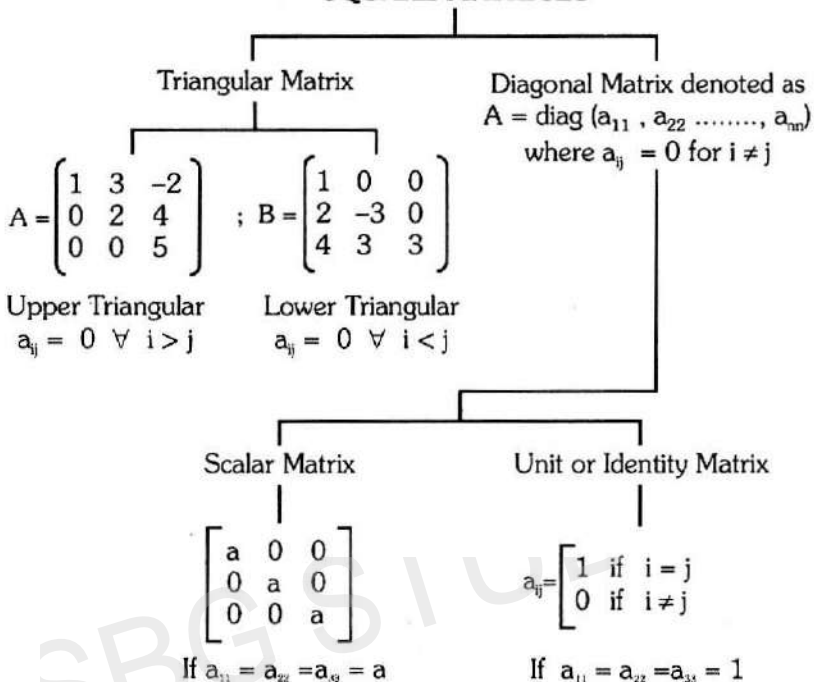 Triangular Matrix
Diagonal Matrix denoted as
A = diag (a₁₁ , a₂₂ ........, aₙₙ)
where aᵢⱼ = 0 for i ≠ j
A = (1 3 –2
0 2 4
0 0 5)
; B = (1 0 0
2 –3 0
4 3 3)
Upper Triangular
aᵢⱼ = 0 ∀ i > j
Lower Triangular
aᵢⱼ = 0 ∀ i < j
Scalar Matrix
[a 0 0
0 a 0
0 0 a]
If a₁₁ = a₂₂ =a₃₃ = a
Unit or Identity Matrix
aᵢⱼ=[1 if i = j
0 if i ≠ j
If a₁₁ = a₂₂ =a₃₃ = 1